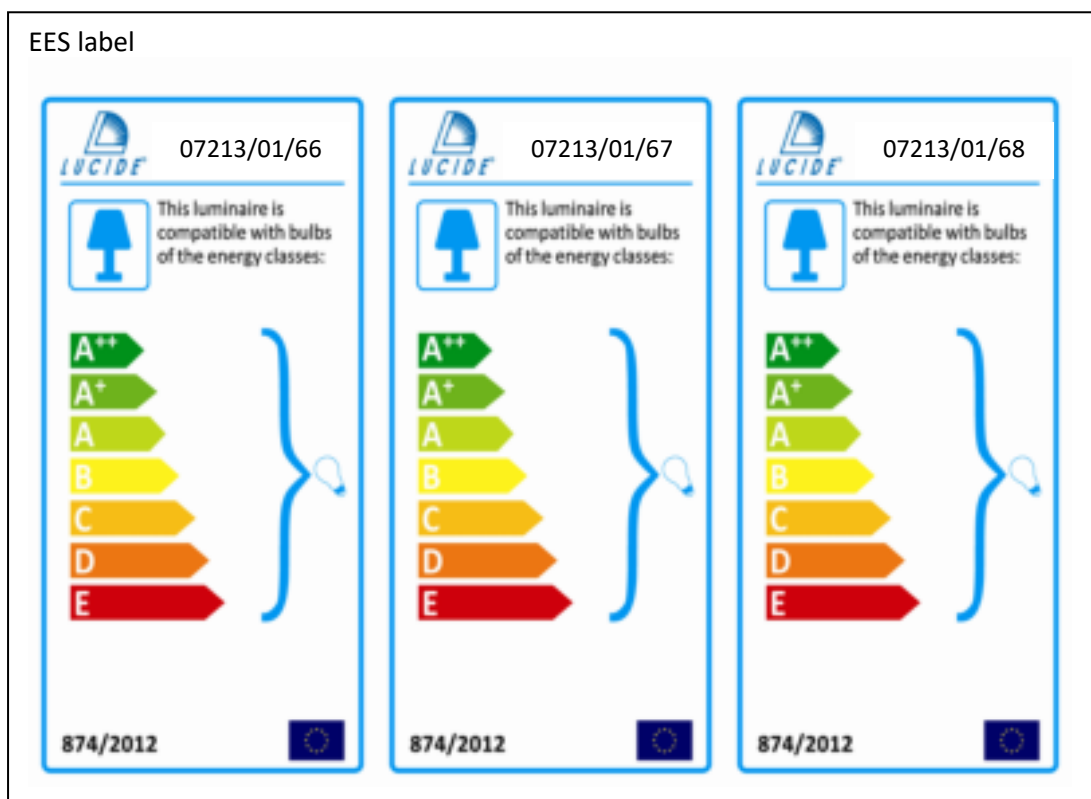 EES label
LUCIDE
07213/01/66
This luminaire is
compatible with bulbs
of the energy classes:
A++
A+
A
B
C
D
E
874/2012
LUCIDE
07213/01/67
This luminaire is
compatible with bulbs
of the energy classes:
A++
A+
A
B
C
D
E
874/2012
LUCIDE
07213/01/68
This luminaire is
compatible with bulbs
of the energy classes:
A++
A+
A
B
C
D
E
874/2012